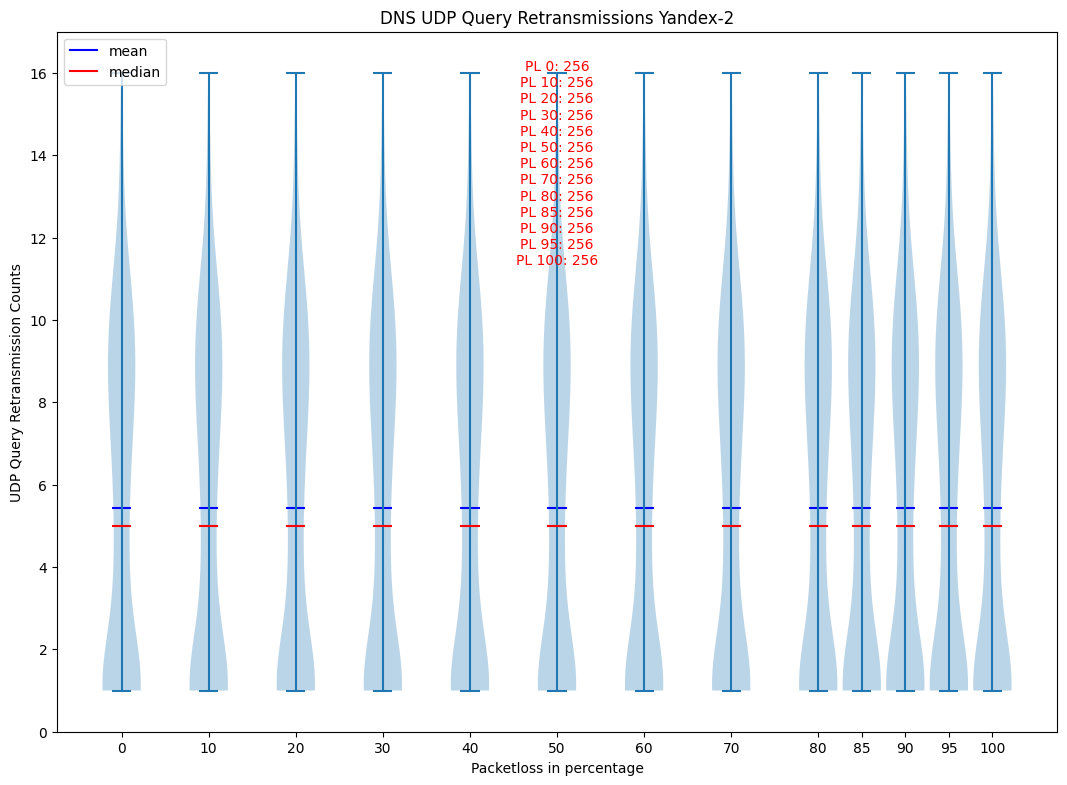 DNS UDP Query Retransmissions Yandex-2
mean
median
PL 0: 256
PL 10: 256
PL 20: 256
PL 30: 256
PL 40: 256
PL 50: 256
PL 60: 256
PL 70: 256
PL 80: 256
PL 85: 256
PL 90: 256
PL 95: 256
PL 100: 256
UDP Query Retransmission Counts
16
14
12
10
8
6
4
2
0
0 10 20 30 40 50 60 70 80 85 90 95 100
Packetloss in percentage